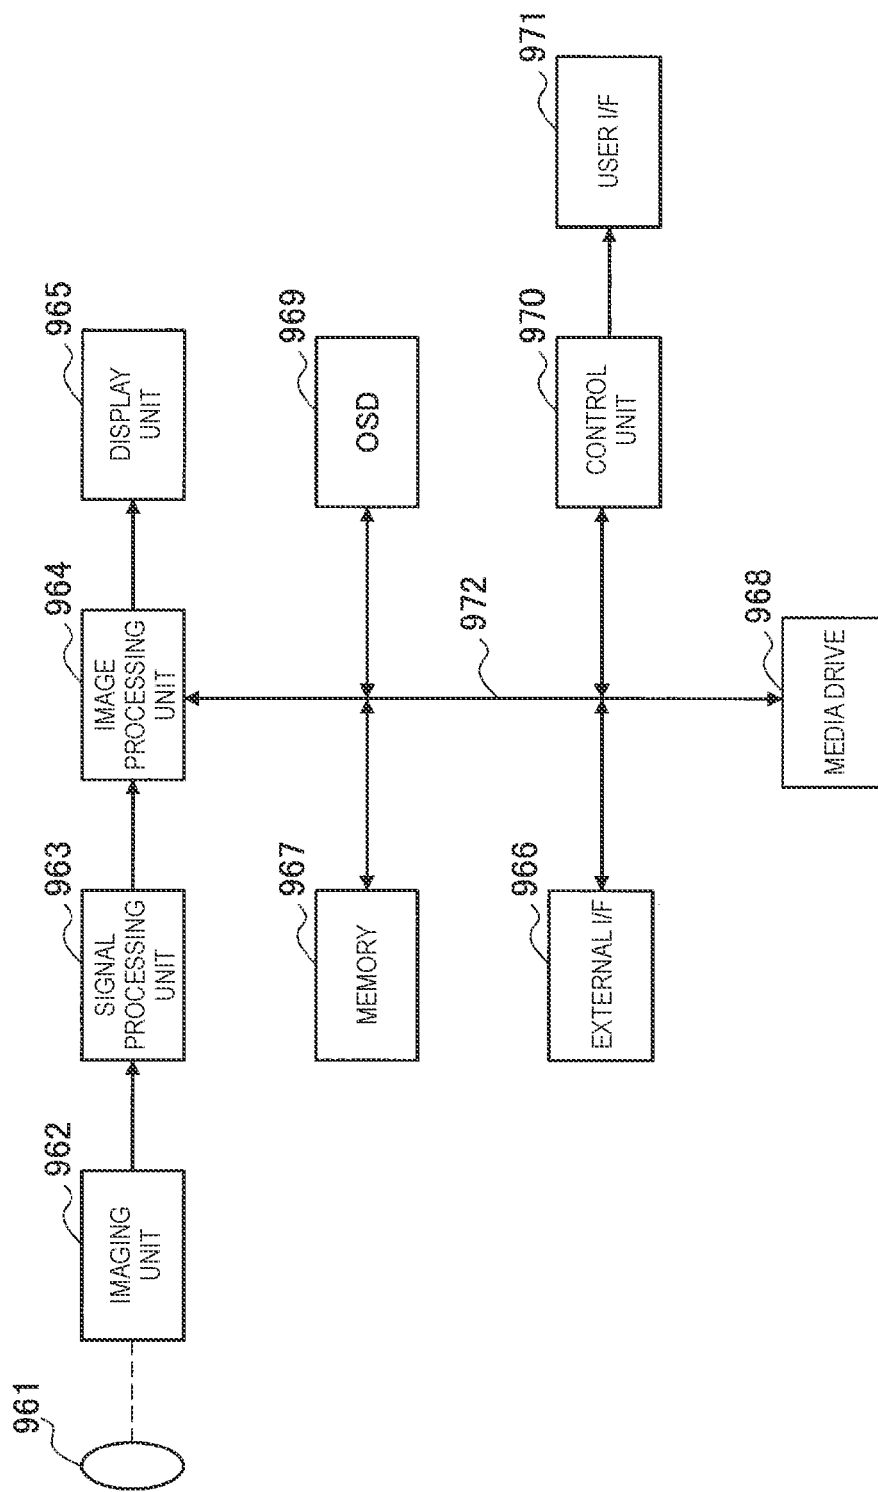 961
962
IMAGING
UNIT
963
SIGNAL
PROCESSING
UNIT
964
IMAGE
PROCESSING
UNIT
965
DISPLAY
UNIT
967
MEMORY
969
OSD
972
966
EXTERNAL I/F
970
CONTROL
UNIT
971
USER I/F
968
MEDIA DRIVE